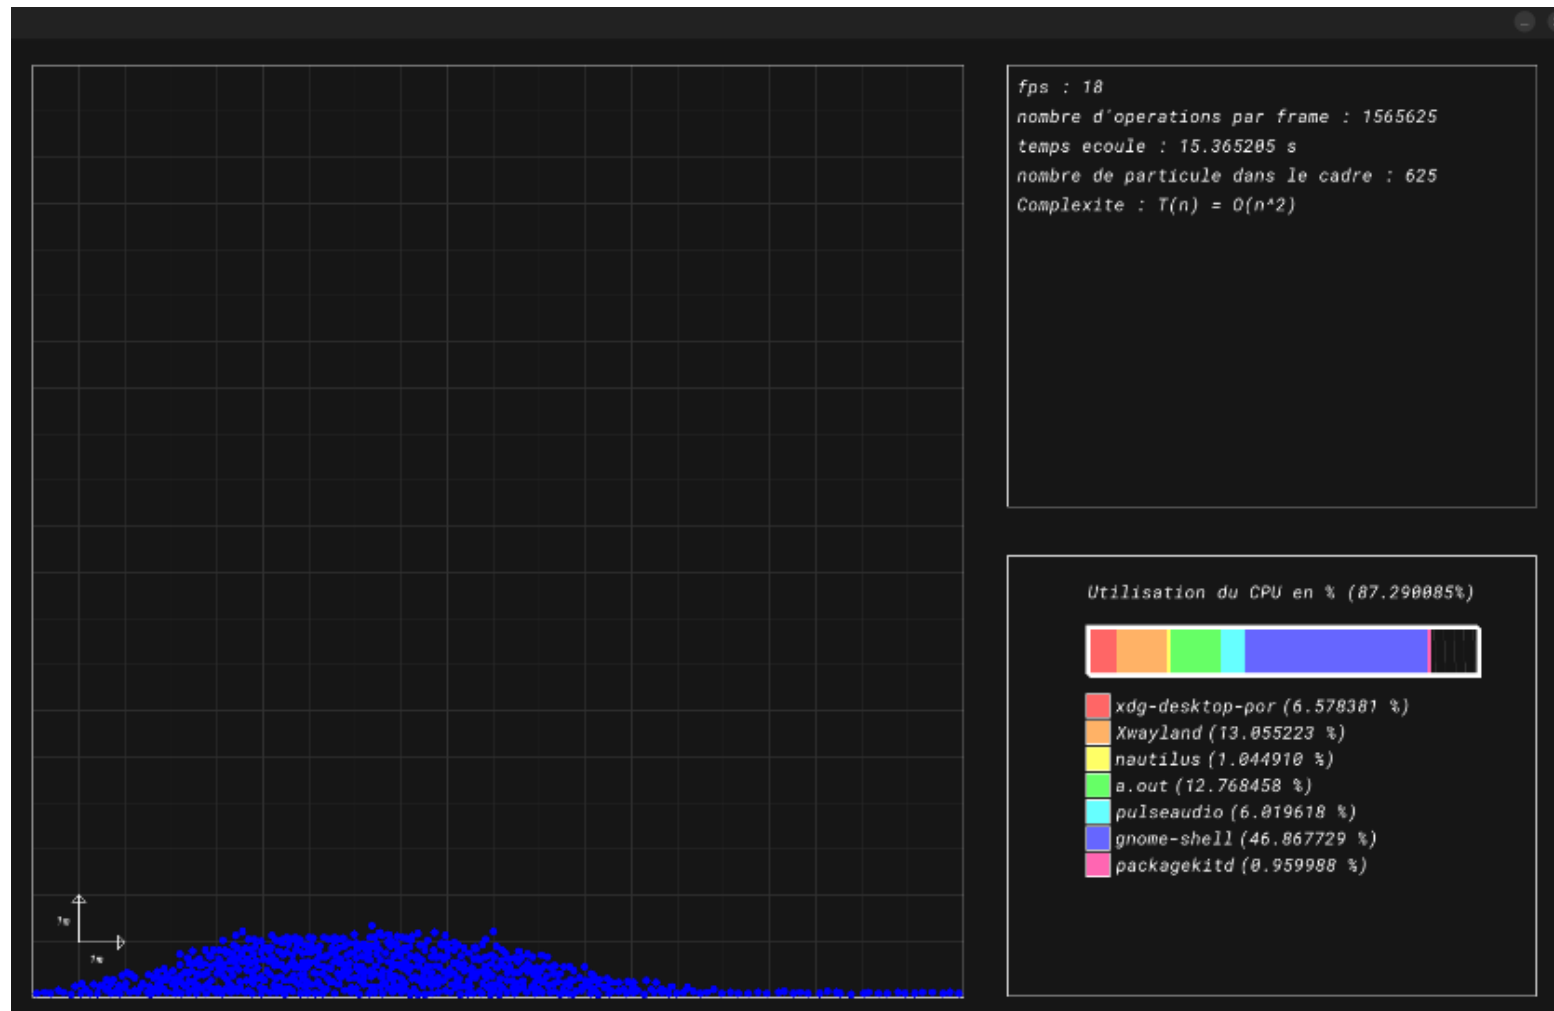 fps : 18
nombre d'operations par frame : 1565625
temps ecoule : 15.365205 s
nombre de particule dans le cadre : 625
Complexite : T(n) = O(n^2)
Utilisation du CPU en % (87.290085%)
xdg-desktop-por (6.578381 %)
Xwayland (13.055223 %)
nautilus (1.044910 %)
a.out (12.768458 %)
pulseaudio (6.019618 %)
gnome-shell (46.867729 %)
packagekitd (0.959988 %)
1m
1m